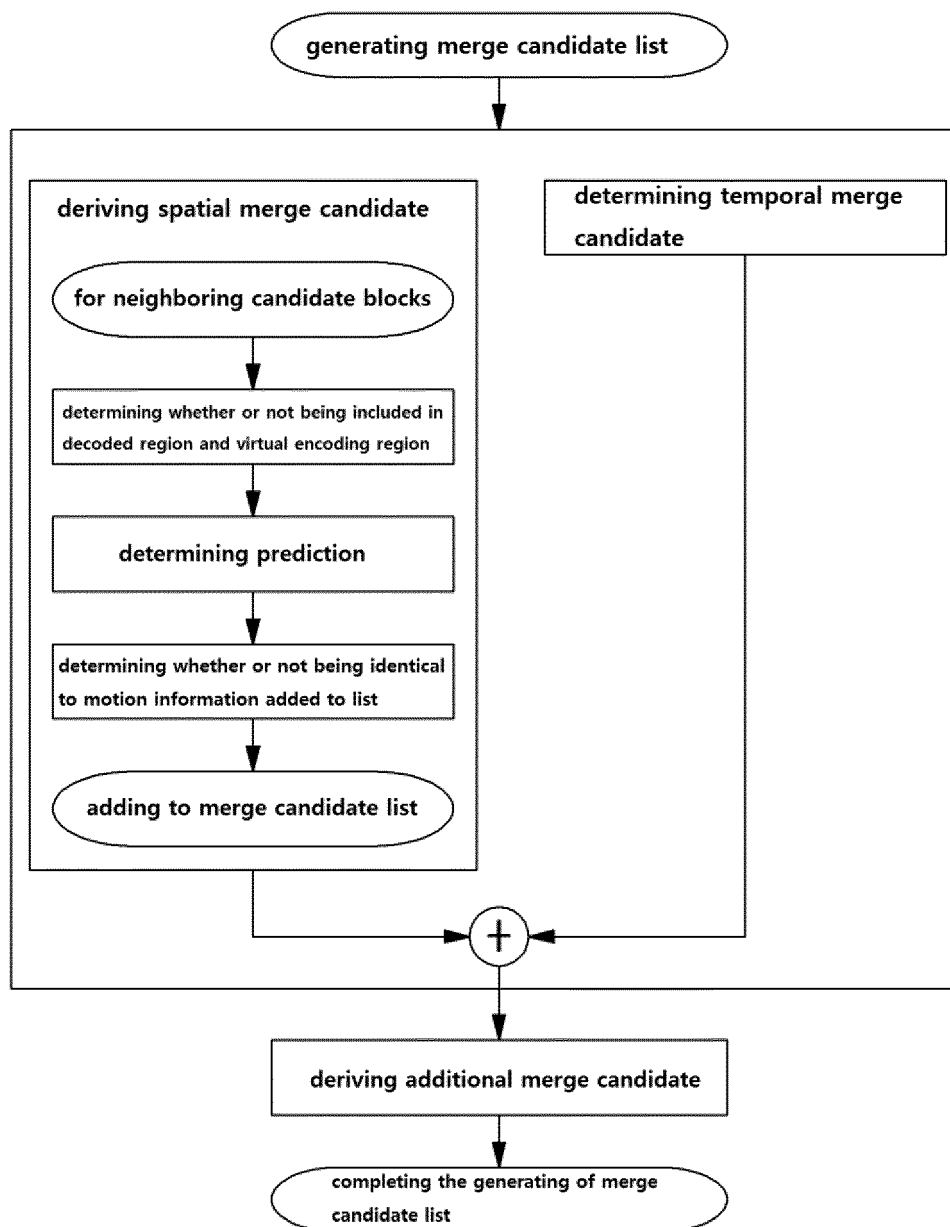 generating merge candidate list
deriving spatial merge candidate
for neighboring candidate blocks
determining whether or not being included in
decoded region and virtual encoding region
determining prediction
determining whether or not being identical
to motion information added to list
adding to merge candidate list
determining temporal merge
candidate
+
deriving additional merge candidate
completing the generating of merge
candidate list